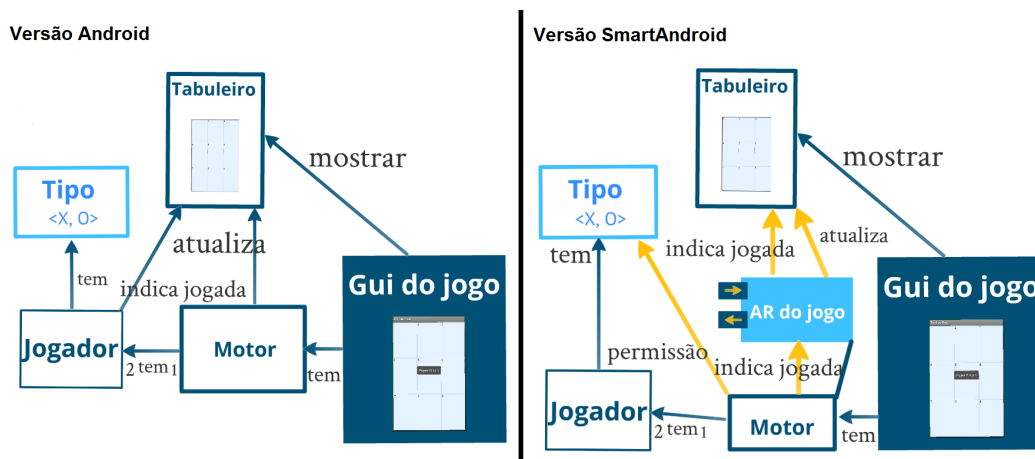 Versão Android
Tabuleiro
mostrar
Tipo
<X, O>
atualiza
tem
indica jogada
Gui do jogo
Jogador
2 tem 1
Motor
tem
Versão SmartAndroid
Tabuleiro
mostrar
Tipo
<X, O>
tem
indica jogada
atualiza
Gui do jogo
AR do jogo
permissão
indica jogada
Jogador
2 tem 1
Motor
tem